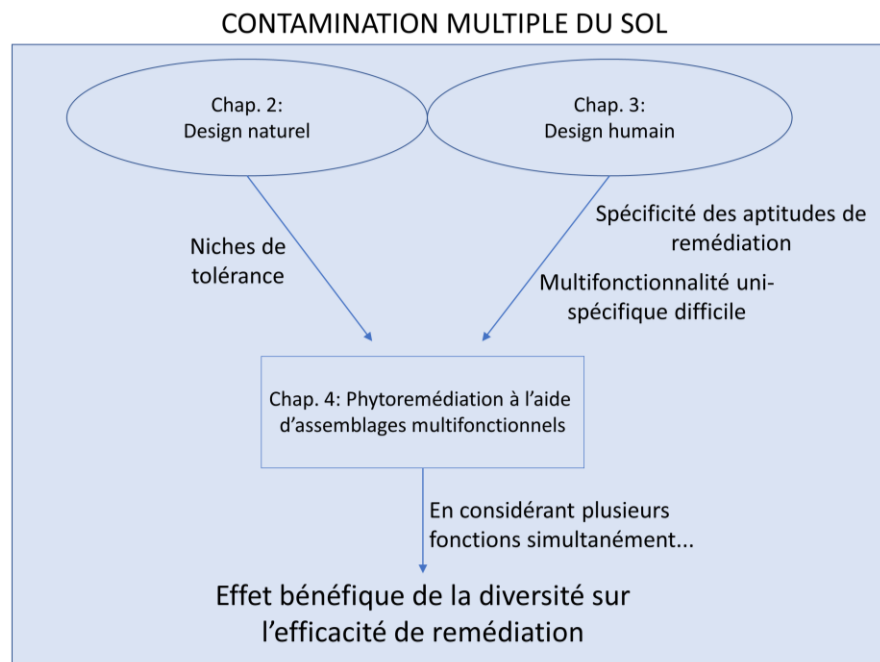 CONTAMINATION MULTIPLE DU SOL
Chap. 2:
Design naturel
Chap. 3:
Design humain
Niches de
tolérance
Spécificité des aptitudes de
remédiation
Multifonctionnalité uni-
spécifique difficile
Chap. 4: Phytoremédiation à l’aide
d’assemblages multifonctionnels
En considérant plusieurs
fonctions simultanément...
Effet bénéfique de la diversité sur
l’efficacité de remédiation